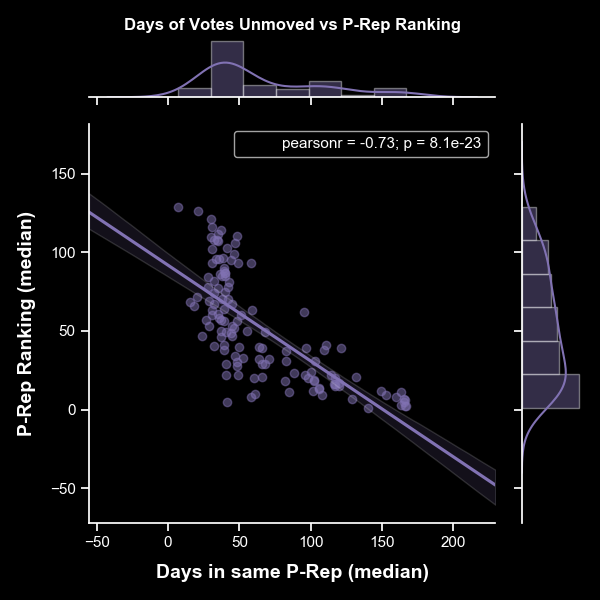 Days of Votes Unmoved vs P-Rep Ranking
pearsonr = -0.73; p = 8.1e-23
150
100
50
0
−50
P-Rep Ranking (median)
−50 0 50 100 150 200
Days in same P-Rep (median)